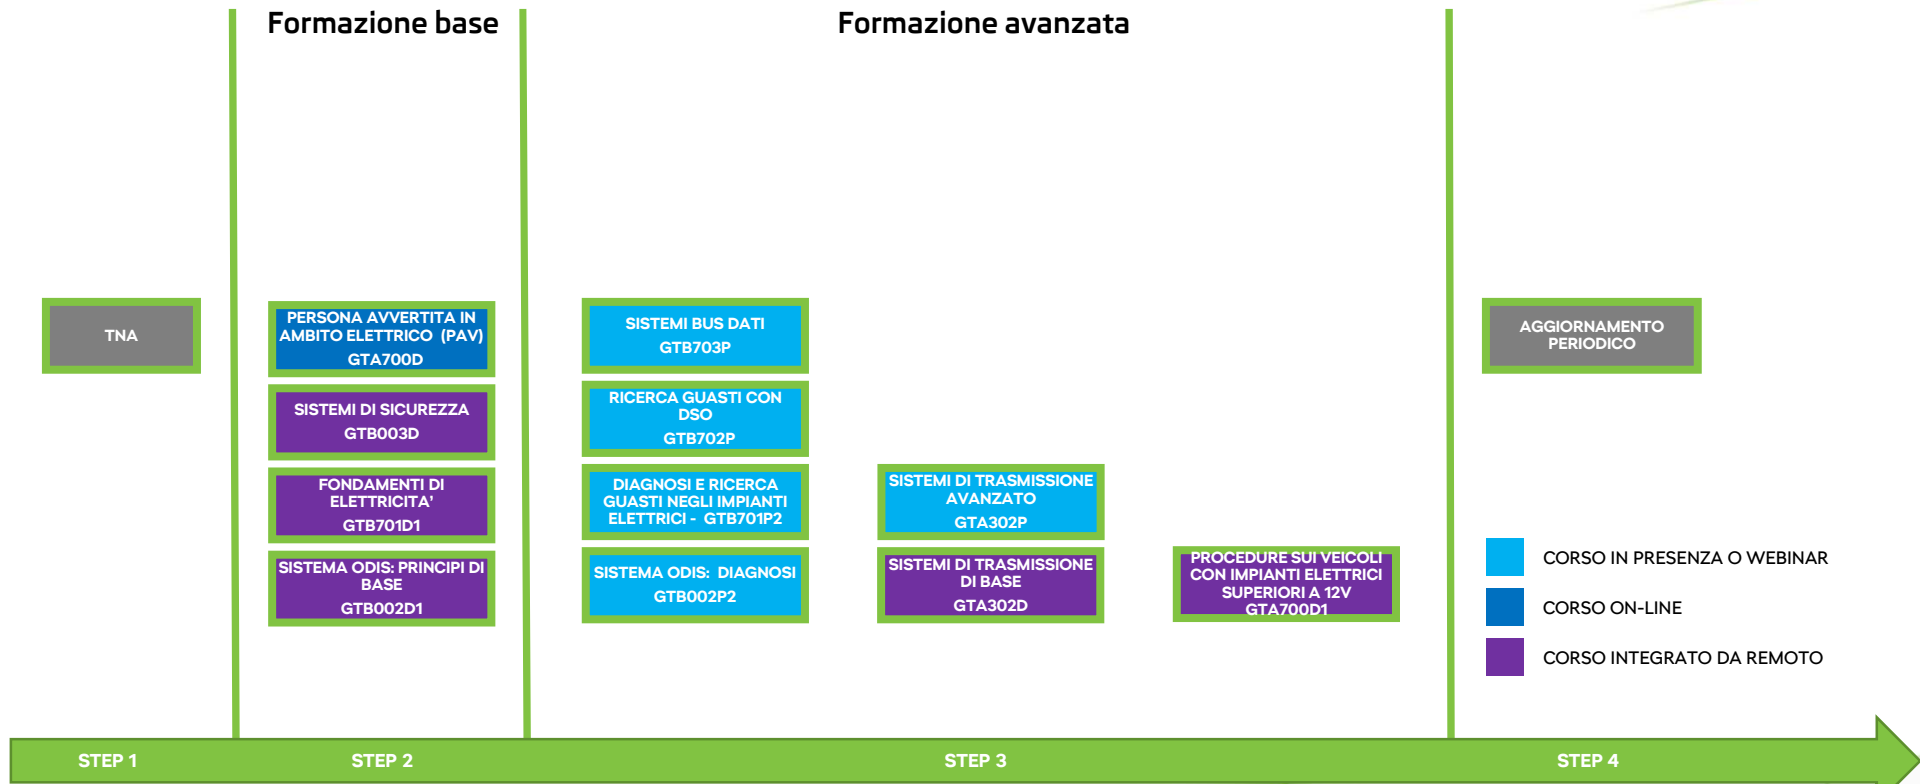 Formazione base
Formazione avanzata
TNA
PERSONA AVVERTITA IN
AMBITO ELETTRICO (PAV)
GTA700D
SISTEMI DI SICUREZZA
GTB003D
FONDAMENTI DI
ELETTRICITA'
GTB701D1
SISTEMA ODIS: PRINCIPI DI
BASE
GTB002D1
SISTEMI BUS DATI
GTB703P
RICERCA GUASTI CON
DSO
GTB702P
DIAGNOSI E RICERCA
GUASTI NEGLI IMPIANTI
ELETTRICI - GTB701P2
SISTEMA ODIS: DIAGNOSI
GTB002P2
SISTEMI DI TRASMISSIONE
AVANZATO
GTA302P
SISTEMI DI TRASMISSIONE
DI BASE
GTA302D
PROCEDURE SUI VEICOLI
CON IMPIANTI ELETTRICI
SUPERIORI A 12V
GTA700D1
AGGIORNAMENTO
PERIODICO
CORSO IN PRESENZA O WEBINAR
CORSO ON-LINE
CORSO INTEGRATO DA REMOTO
STEP 1
STEP 2
STEP 3
STEP 4